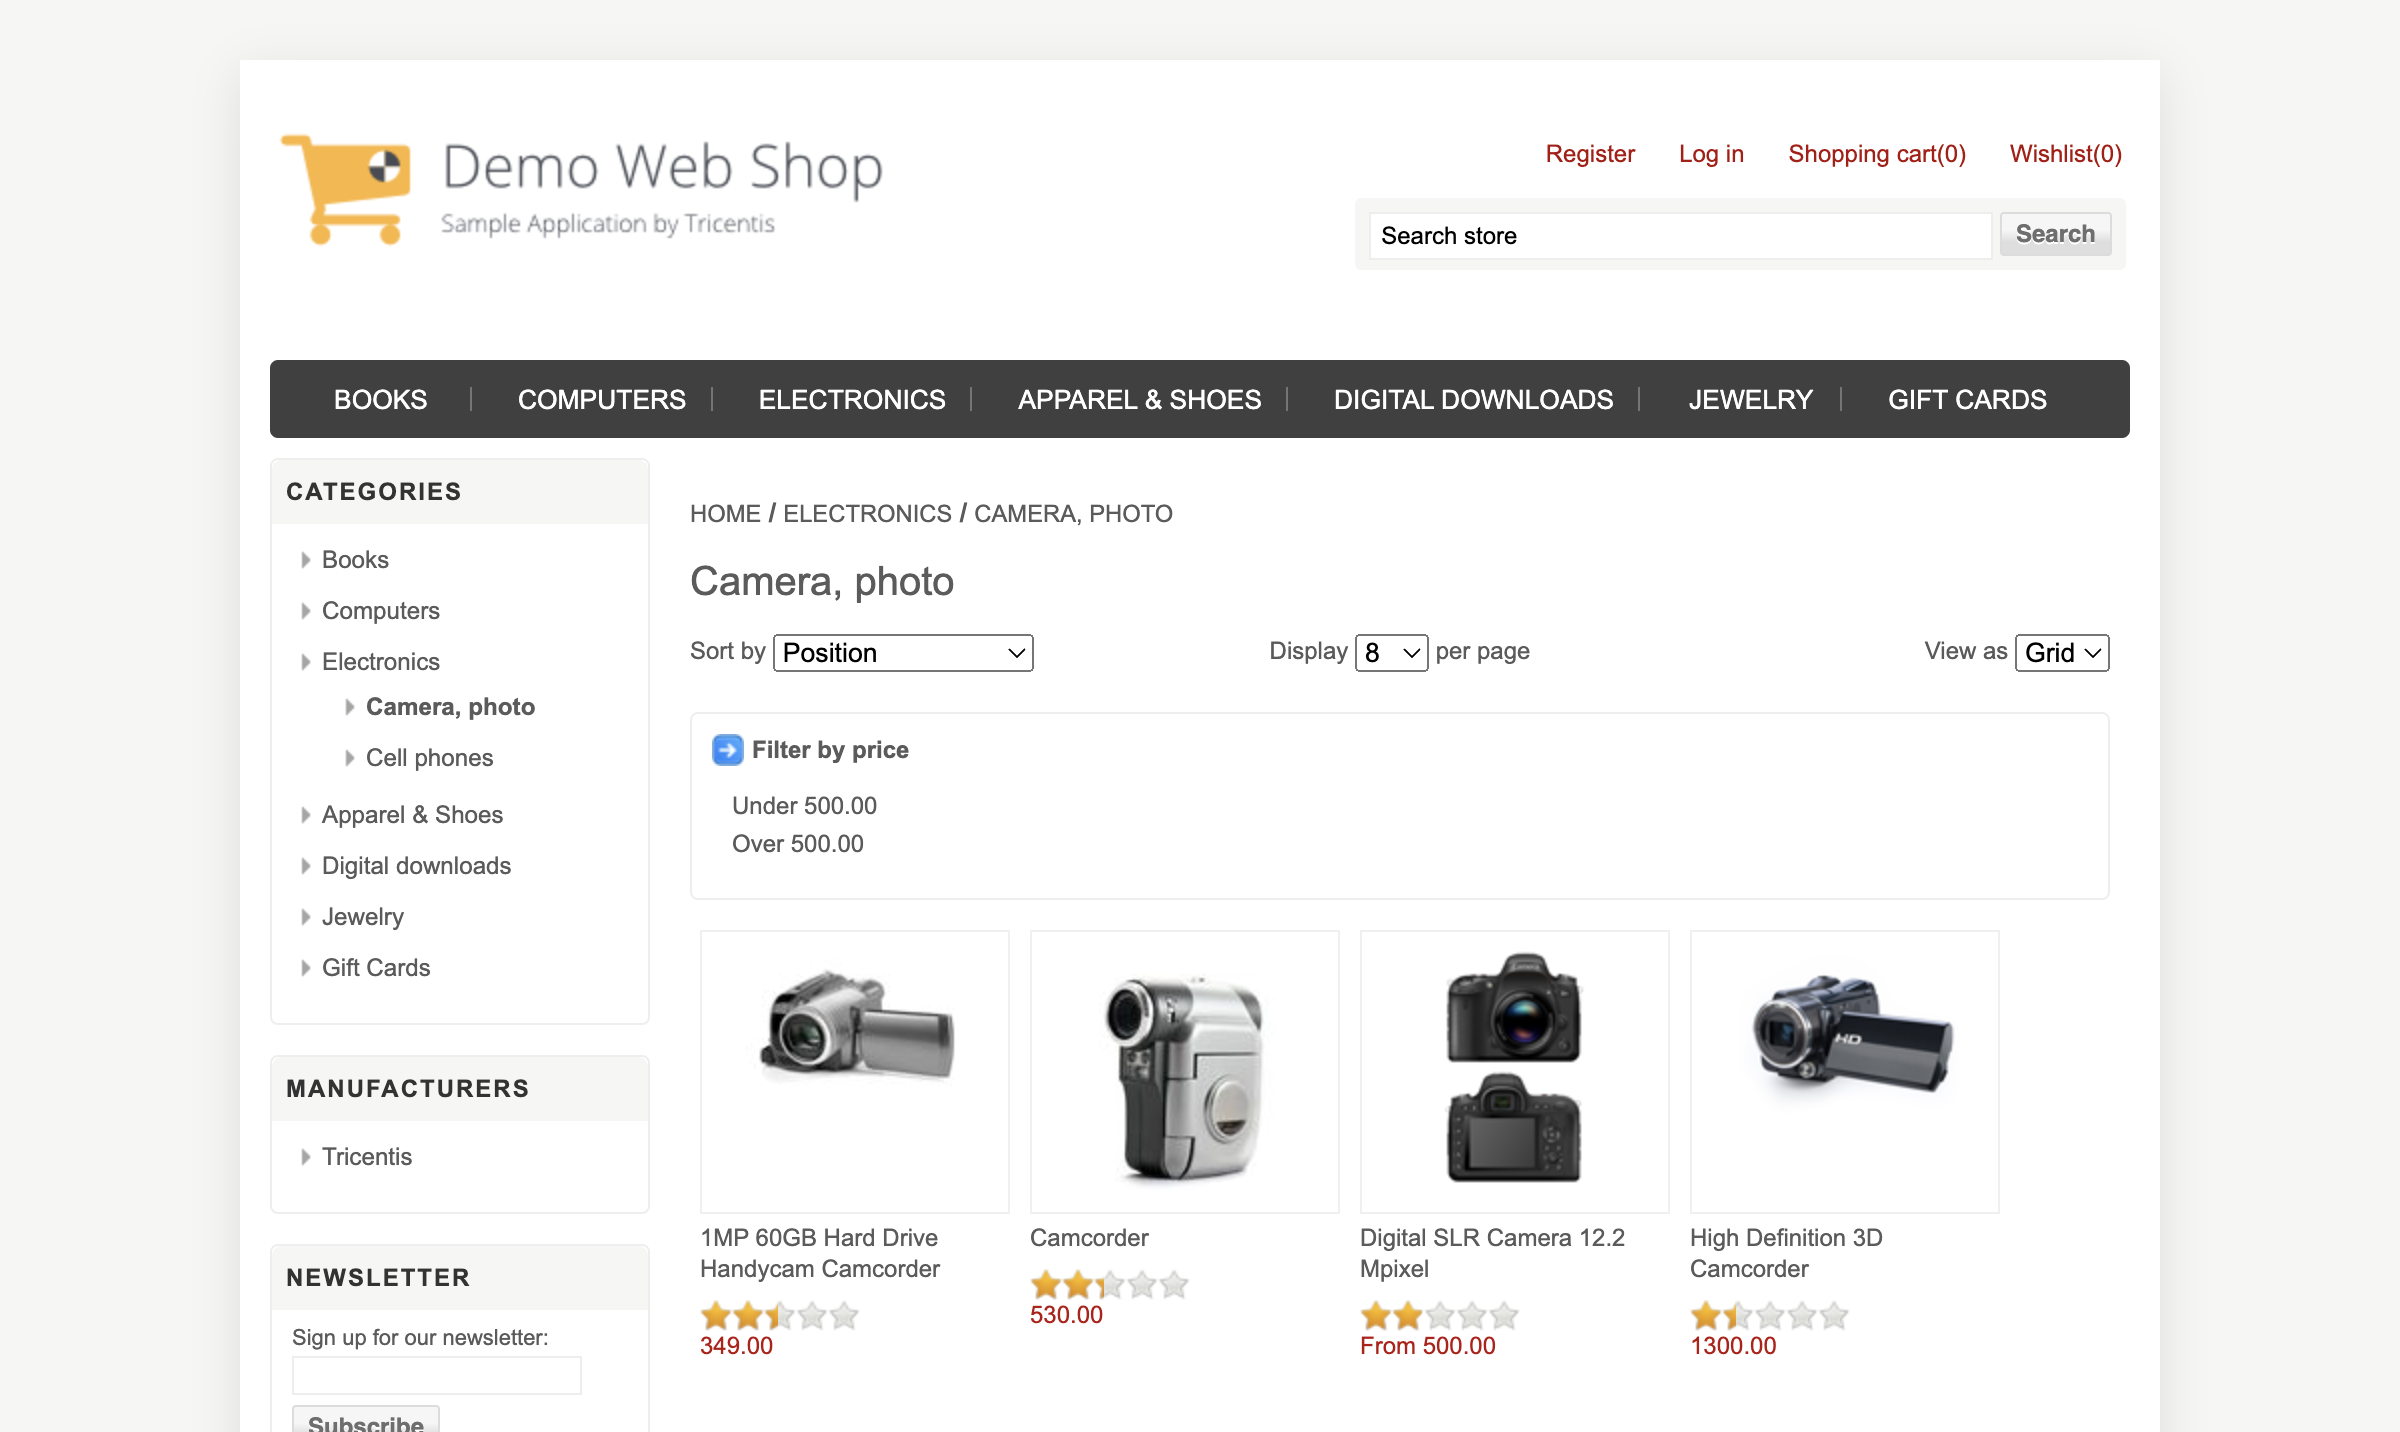 Demo Web Shop
Sample Application by Tricentis
Register Log in Shopping cart(0) Wishlist(0)
Search store Search
BOOKS COMPUTERS ELECTRONICS APPAREL & SHOES DIGITAL DOWNLOADS JEWELRY GIFT CARDS
CATEGORIES
Books
Computers
Electronics
Camera, photo
Cell phones
Apparel & Shoes
Digital downloads
Jewelry
Gift Cards
MANUFACTURERS
Tricentis
NEWSLETTER
Sign up for our newsletter:
Subscribe
HOME / ELECTRONICS / CAMERA, PHOTO
Camera, photo
Sort by Position Display 8 per page View as Grid
Filter by price
Under 500.00
Over 500.00
HD
1MP 60GB Hard Drive
Handycam Camcorder
349.00
Camcorder
530.00
Digital SLR Camera 12.2
Mpixel
From 500.00
High Definition 3D
Camcorder
1300.00